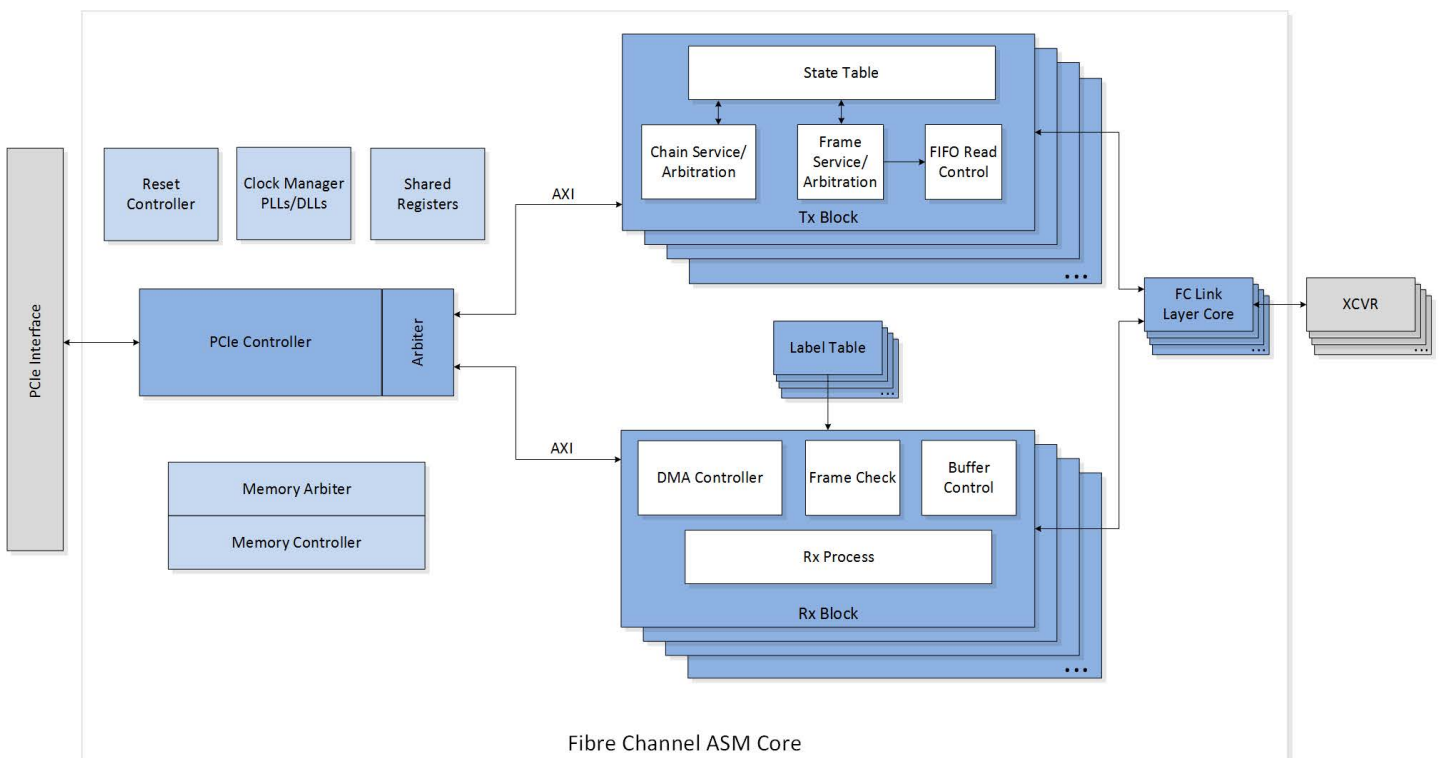 State Table
Chain Service/
Arbitration
Frame
Service/
Arbitration
FIFO Read
Control
Tx Block
...
Reset
Controller
Clock Manager
PLLs/DLLs
Shared
Registers
AXI
PCIe Interface
PCIe Controller
Arbiter
Label Table
...
FC Link
Layer Core
...
XCVR
...
AXI
DMA Controller
Frame Check
Buffer
Control
Rx Process
Rx Block
...
Memory Arbiter
Memory Controller
Fibre Channel ASM Core